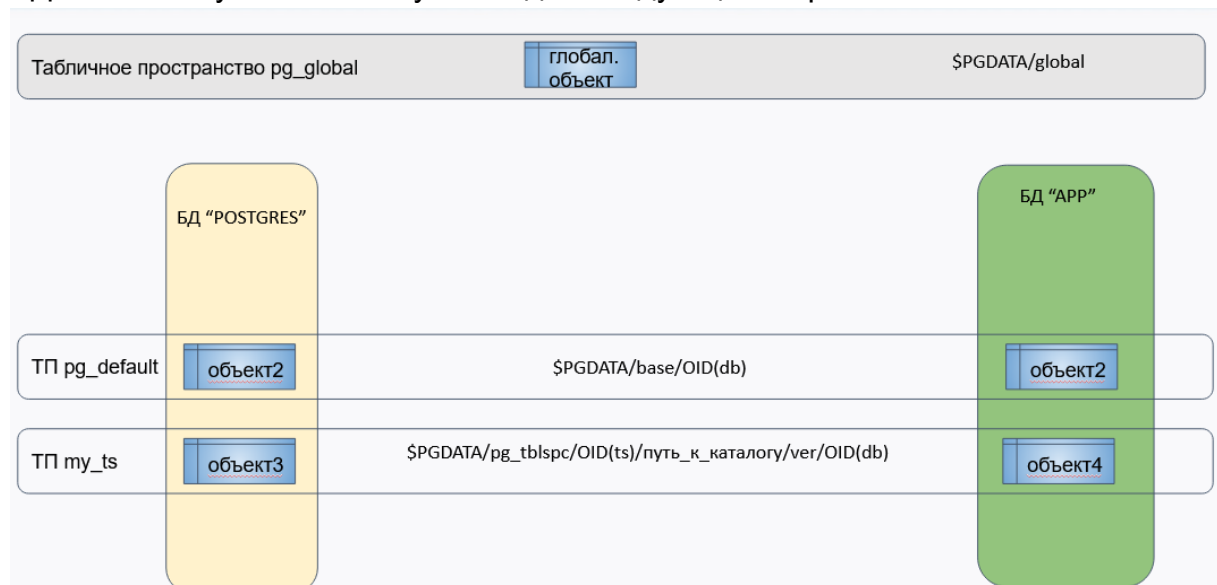 Табличное пространство pg_global
глобал.
объект
$PGDATA/global
БД “POSTGRES”
БД “APP”
ТП pg_default
объект2
$PGDATA/base/OID(db)
объект2
ТП my_ts
объект3
$PGDATA/pg_tblspc/OID(ts)/путь_к_каталогу/ver/OID(db)
объект4